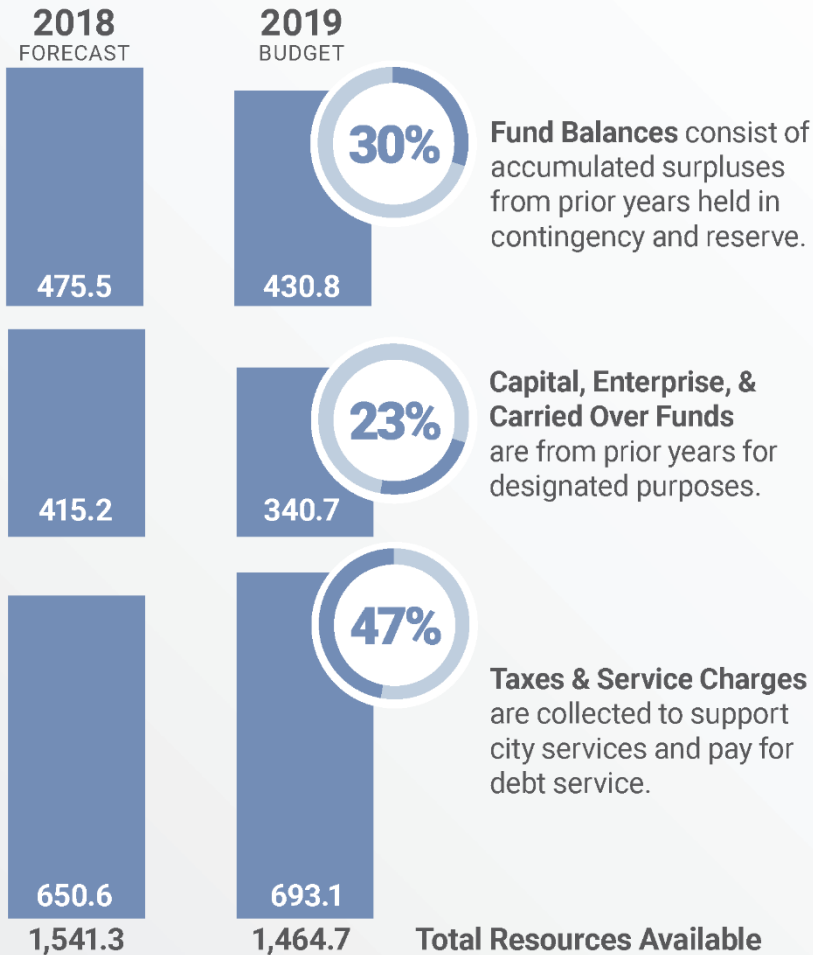 2018
FORECAST
2019
BUDGET
30%
Fund Balances consist of
accumulated surpluses
from prior years held in
contingency and reserve.
475.5
430.8
23%
Capital, Enterprise, &
Carried Over Funds
are from prior years for
designated purposes.
415.2
340.7
47%
Taxes & Service Charges
are collected to support
city services and pay for
debt service.
650.6
693.1
1,541.3
1,464.7
Total Resources Available